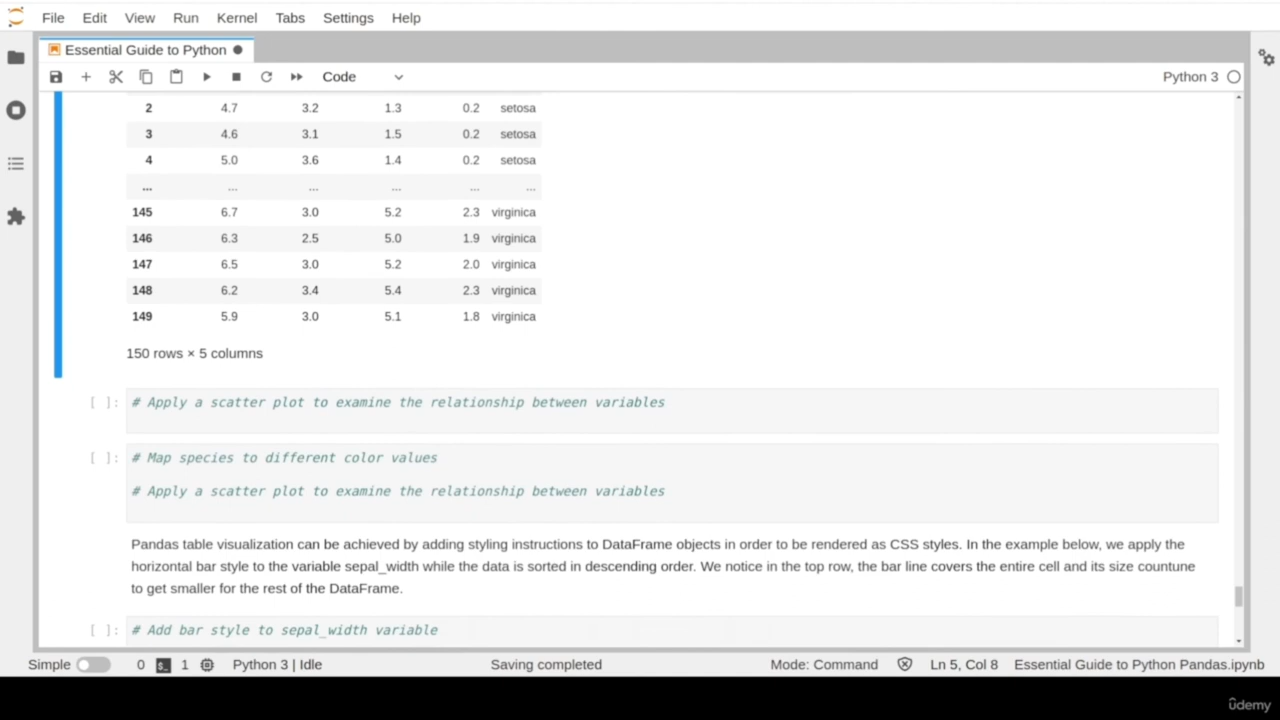 File Edit View Run Kernel Tabs Settings Help
Essential Guide to Python
Code
Python 3
2 4.7 3.2 1.3 0.2 setosa
3 4.6 3.1 1.5 0.2 setosa
4 5.0 3.6 1.4 0.2 setosa
... ... ... ... ... ...
145 6.7 3.0 5.2 2.3 virginica
146 6.3 2.5 5.0 1.9 virginica
147 6.5 3.0 5.2 2.0 virginica
148 6.2 3.4 5.4 2.3 virginica
149 5.9 3.0 5.1 1.8 virginica
150 rows × 5 columns
[ ]: # Apply a scatter plot to examine the relationship between variables
[ ]: # Map species to different color values
# Apply a scatter plot to examine the relationship between variables
Pandas table visualization can be achieved by adding styling instructions to DataFrame objects in order to be rendered as CSS styles. In the example below, we apply the
horizontal bar style to the variable sepal_width while the data is sorted in descending order. We notice in the top row, the bar line covers the entire cell and its size countune
to get smaller for the rest of the DataFrame.
[ ]: # Add bar style to sepal_width variable
Simple 0 $_ 1 Python 3 | Idle Saving completed Mode: Command Ln 5, Col 8 Essential Guide to Python Pandas.ipynb
ûdemy